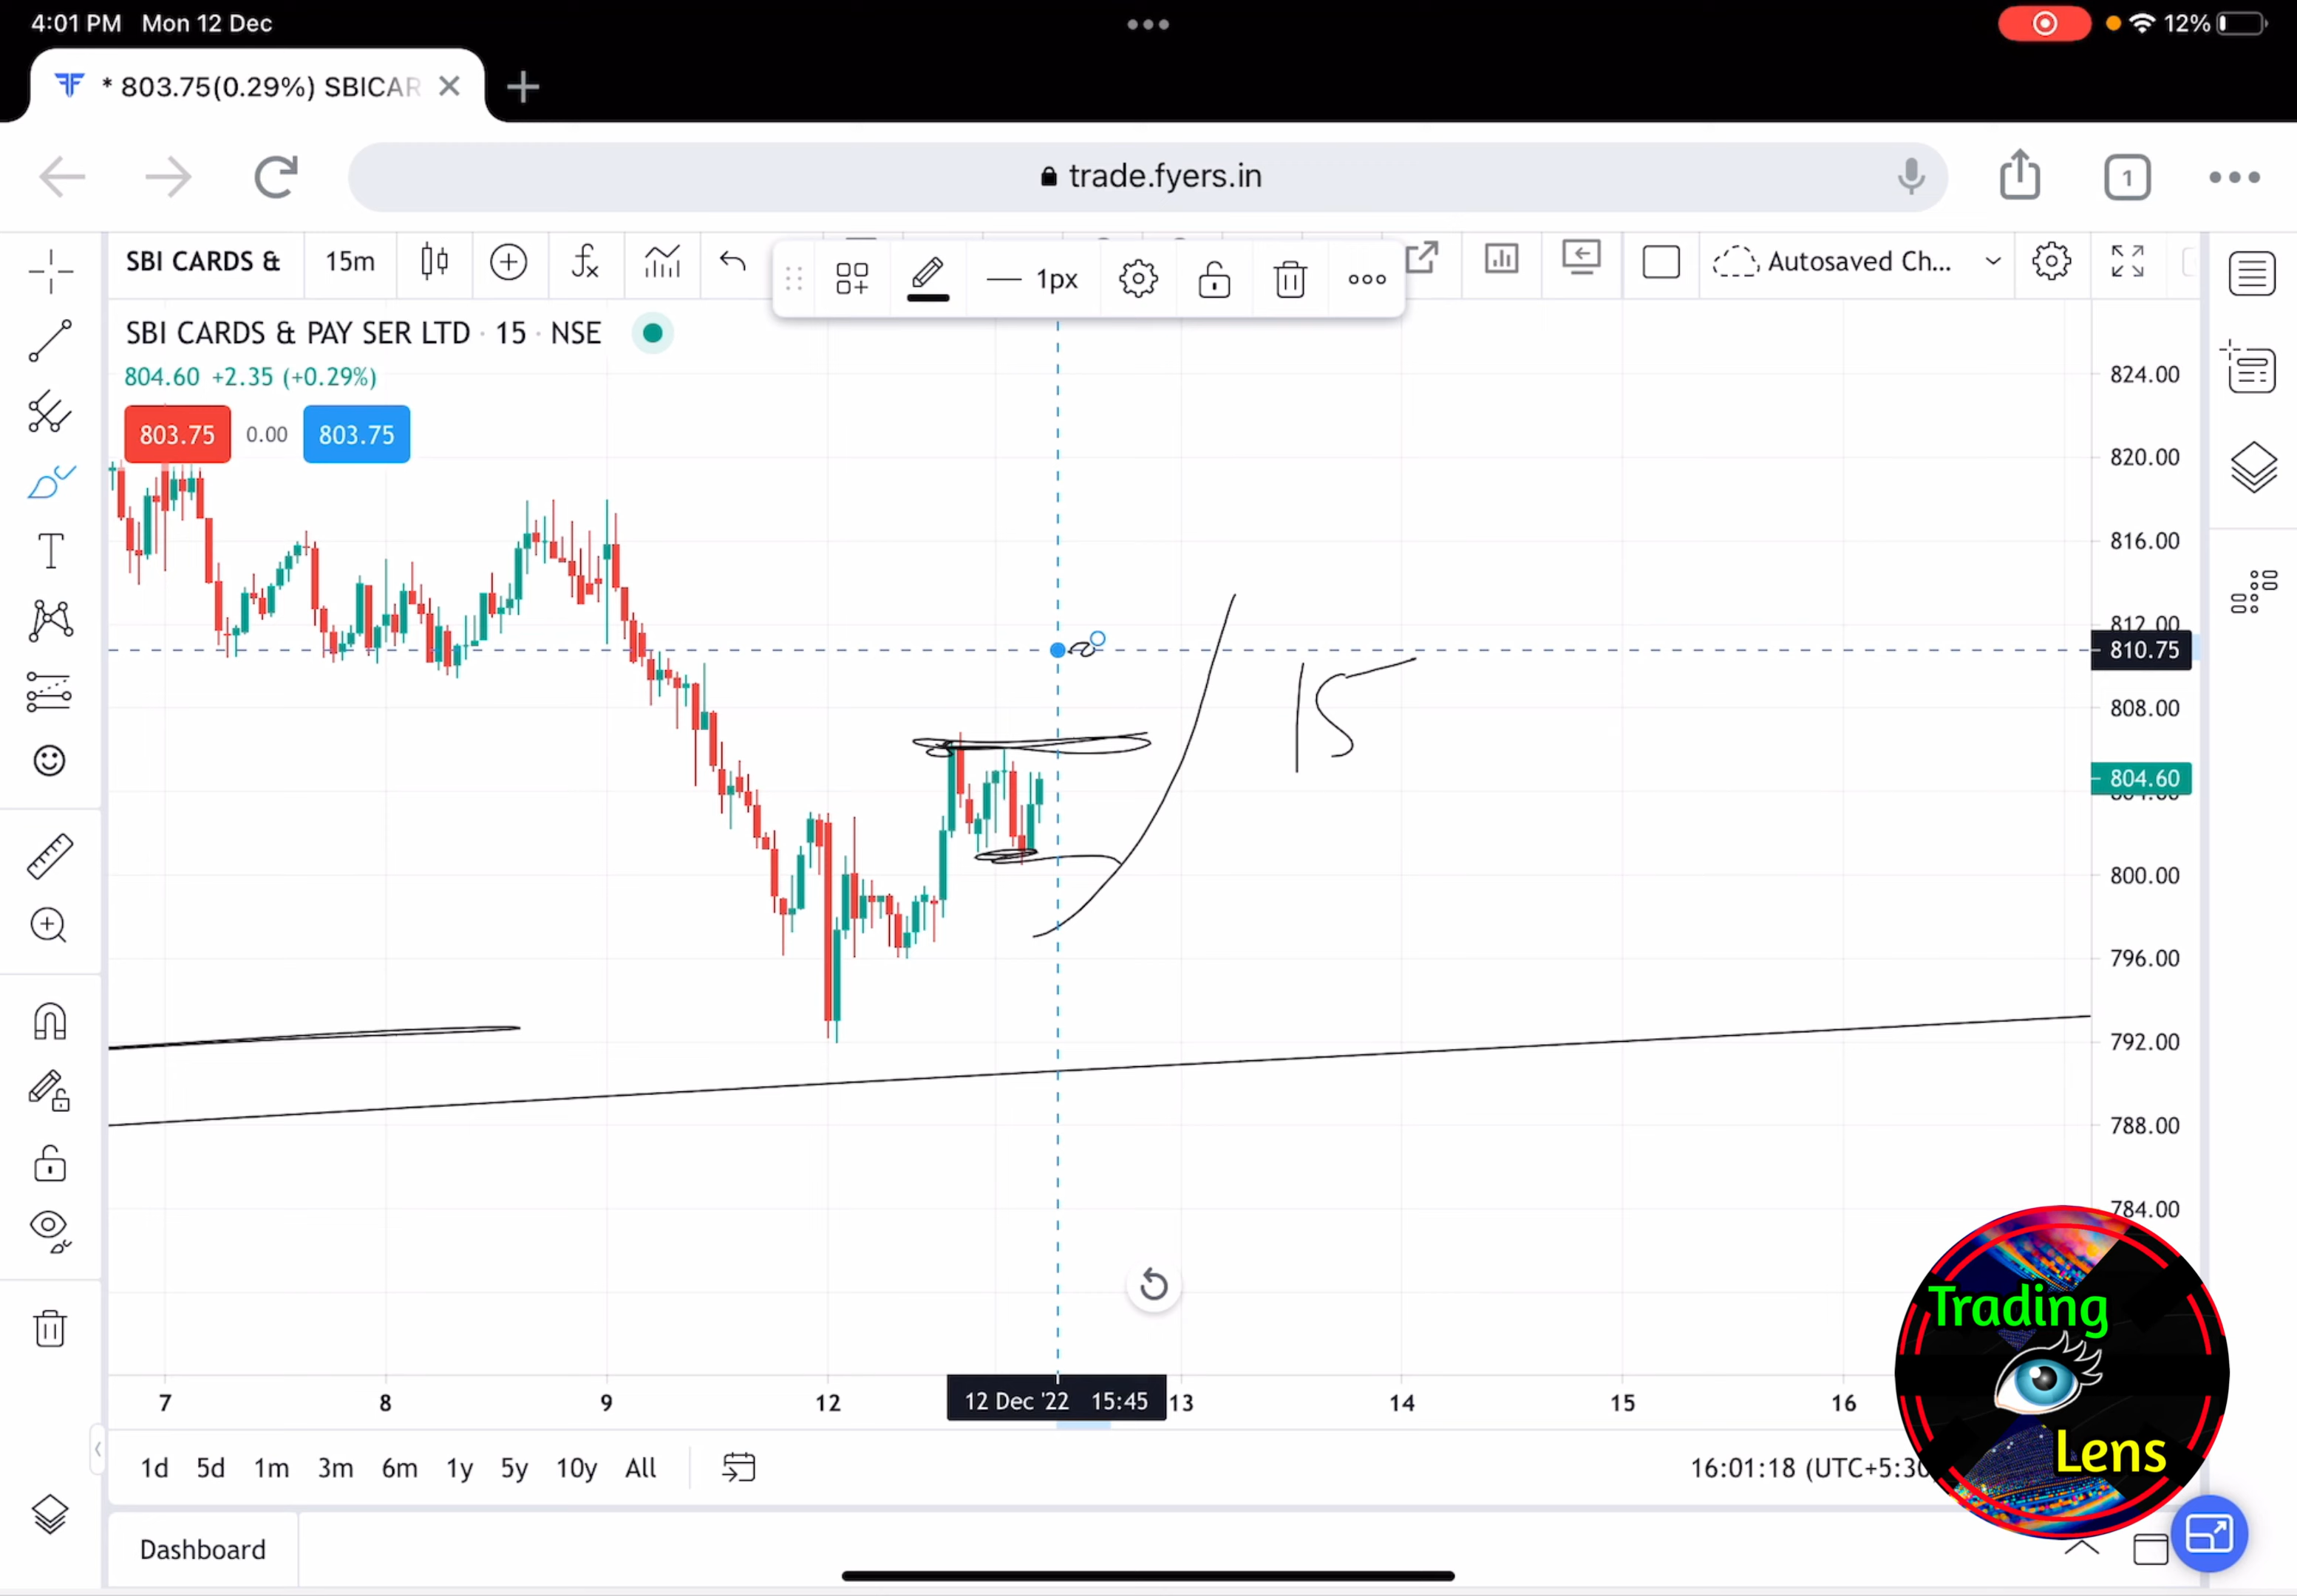 4:01 PM Mon 12 Dec
12%
* 803.75(0.29%) SBICAR
trade.fyers.in
1
SBI CARDS &
15m
1px
Autosaved Ch...
SBI CARDS & PAY SER LTD · 15 · NSE
804.60 +2.35 (+0.29%)
803.75 0.00 803.75
824.00
820.00
816.00
812.00
810.75
808.00
804.60
800.00
796.00
792.00
788.00
784.00
15
7 8 9 12 12 Dec '22 15:45 13 14 15 16
1d 5d 1m 3m 6m 1y 5y 10y All
16:01:18 (UTC+5:30
Trading
Lens
Dashboard